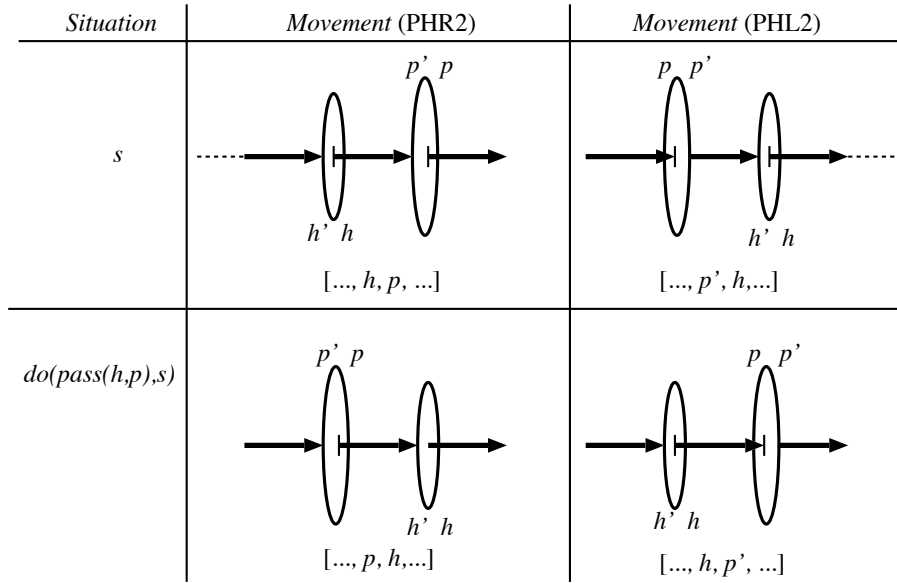 Situation Movement (PHR2) Movement (PHL2)
p’ p p p’
s
h’ h h’ h
[..., h, p, ...] [..., p’, h,...]
p’ p p p’
do(pass(h,p),s)
h’ h h’ h
[..., p, h,...] [..., h, p’, ...]